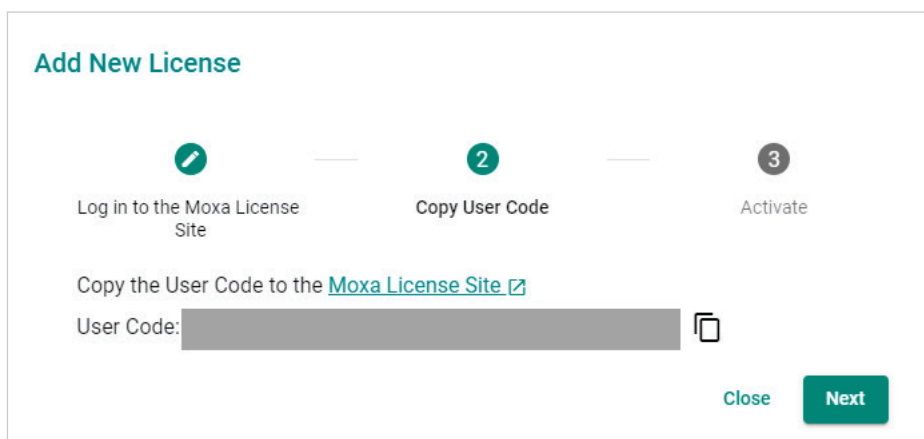 Add New License
2
3
Log in to the Moxa License
Site
Copy User Code
Activate
Copy the User Code to the Moxa License Site
User Code:
Close
Next